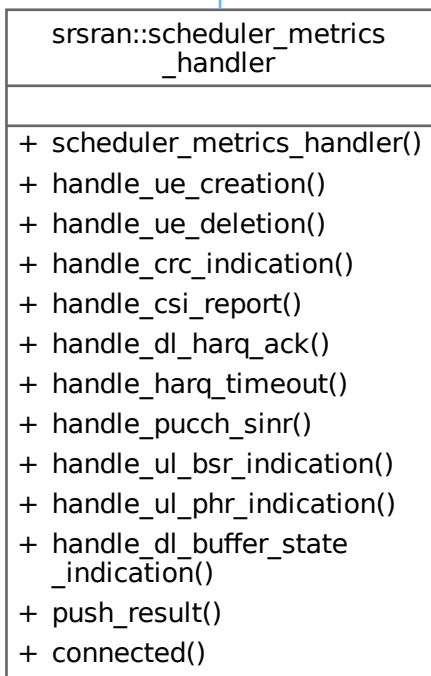 srsran::scheduler_metrics
_handler
+ scheduler_metrics_handler()
+ handle_ue_creation()
+ handle_ue_deletion()
+ handle_crc_indication()
+ handle_csi_report()
+ handle_dl_harq_ack()
+ handle_harq_timeout()
+ handle_pucch_sinr()
+ handle_ul_bsr_indication()
+ handle_ul_phr_indication()
+ handle_dl_buffer_state
_indication()
+ push_result()
+ connected()